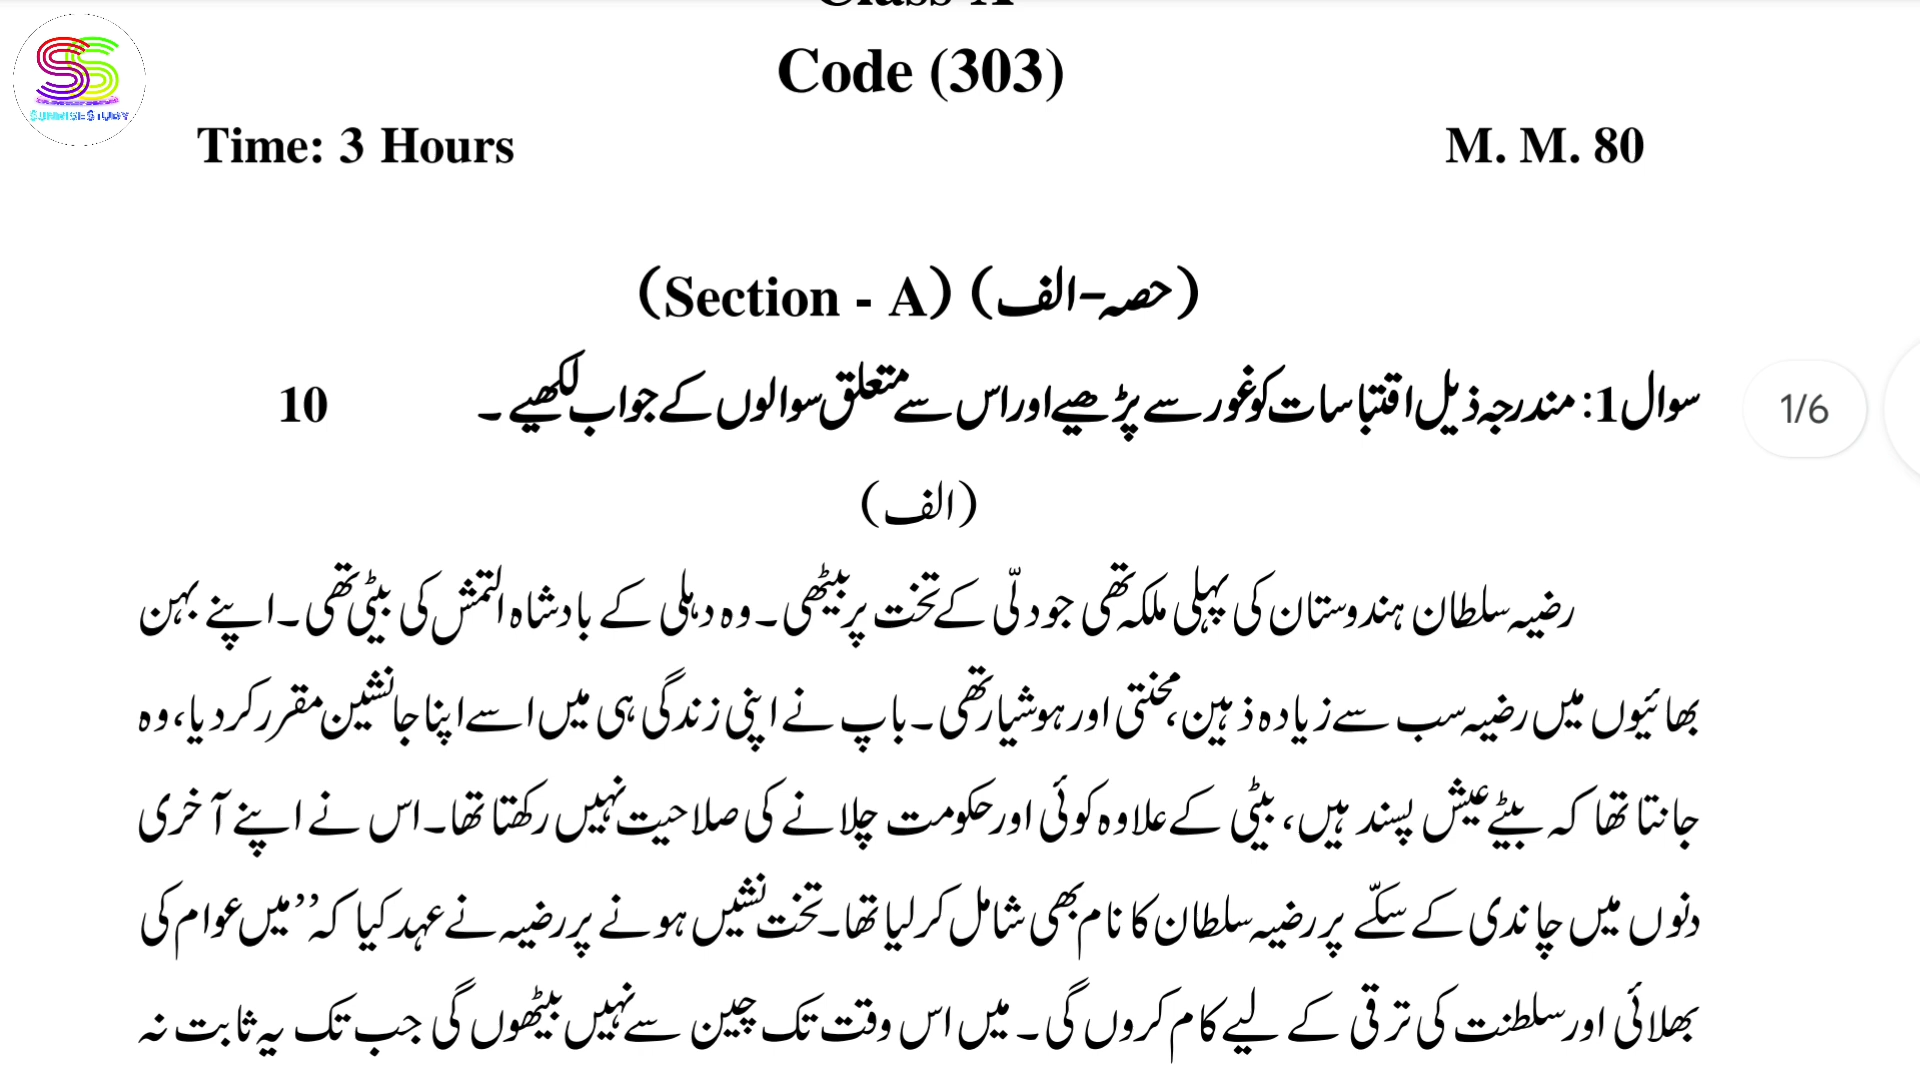 Class-X
Code (303)
Time: 3 Hours M. M. 80
(حصہ-الف) (Section - A)
سوال 1: مندرجہ ذیل اقتباسات کو غور سے پڑھیے اور اس سے متعلق سوالوں کے جواب لکھیے۔ 10
1/6
(الف)
رضیہ سلطان ہندوستان کی پہلی ملکہ تھی جو دلّی کے تخت پر بیٹھی۔ وہ دہلی کے بادشاہ التمش کی بیٹی تھی۔ اپنے بہن
بھائیوں میں رضیہ سب سے زیادہ ذہین، محنتی اور ہوشیار تھی۔ باپ نے اپنی زندگی ہی میں اسے اپنا جانشین مقرر کر دیا، وہ
جانتا تھا کہ بیٹے عیش پسند ہیں، بیٹی کے علاوہ کوئی اور حکومت چلانے کی صلاحیت نہیں رکھتا تھا۔ اس نے اپنے آخری
دنوں میں چاندی کے سکّے پر رضیہ سلطان کا نام بھی شامل کر لیا تھا۔ تخت نشیں ہونے پر رضیہ نے عہد کیا کہ ’’میں عوام کی
بھلائی اور سلطنت کی ترقی کے لیے کام کروں گی۔ میں اس وقت تک چین سے نہیں بیٹھوں گی جب تک یہ ثابت نہ
SUNRISE STUDY